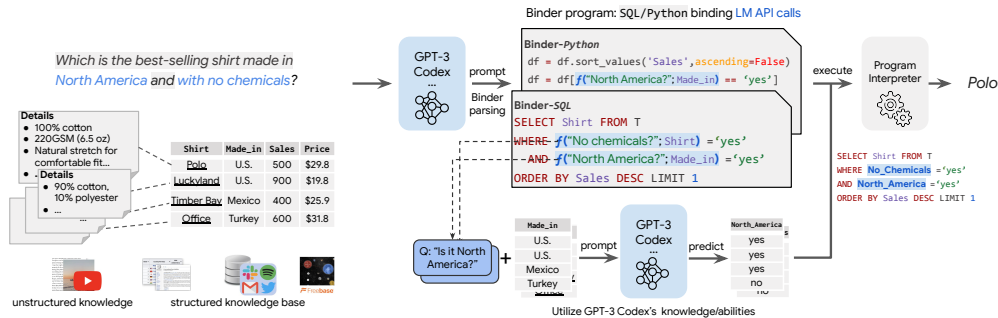 Binder program: SQL/Python binding LM API calls
Which is the best-selling shirt made in
North America and with no chemicals?
GPT-3
Codex
...
prompt
Binder
parsing
Binder-Python
df = df.sort_values('Sales',ascending=False)
df = df[f("North America?";Made_in) == 'yes']
Binder-SQL
SELECT Shirt FROM T
WHERE f("No chemicals?";Shirt) ='yes'
AND f("North America?";Made_in) ='yes'
ORDER BY Sales DESC LIMIT 1
execute
Program
Interpreter
Polo
SELECT Shirt FROM T
WHERE No_Chemicals ='yes'
AND North_America ='yes'
ORDER BY Sales DESC LIMIT 1
Details
• 100% cotton
• 220GSM (6.5 oz)
• Natural stretch for
comfortable fit...
• ..
Details
• 90% cotton,
10% polyester
• ...
Shirt Made_in Sales Price
Polo U.S. 500 $29.8
Luckyland U.S. 900 $19.8
Timber Bay Mexico 400 $25.9
Office Turkey 600 $31.8
Freebase
unstructured knowledge
structured knowledge base
Q: "Is it North
America?"
+
Made_in
U.S.
U.S.
Mexico
Turkey
prompt
GPT-3
Codex
...
predict
North_America
yes
yes
yes
no
no
Utilize GPT-3 Codex's knowledge/abilities